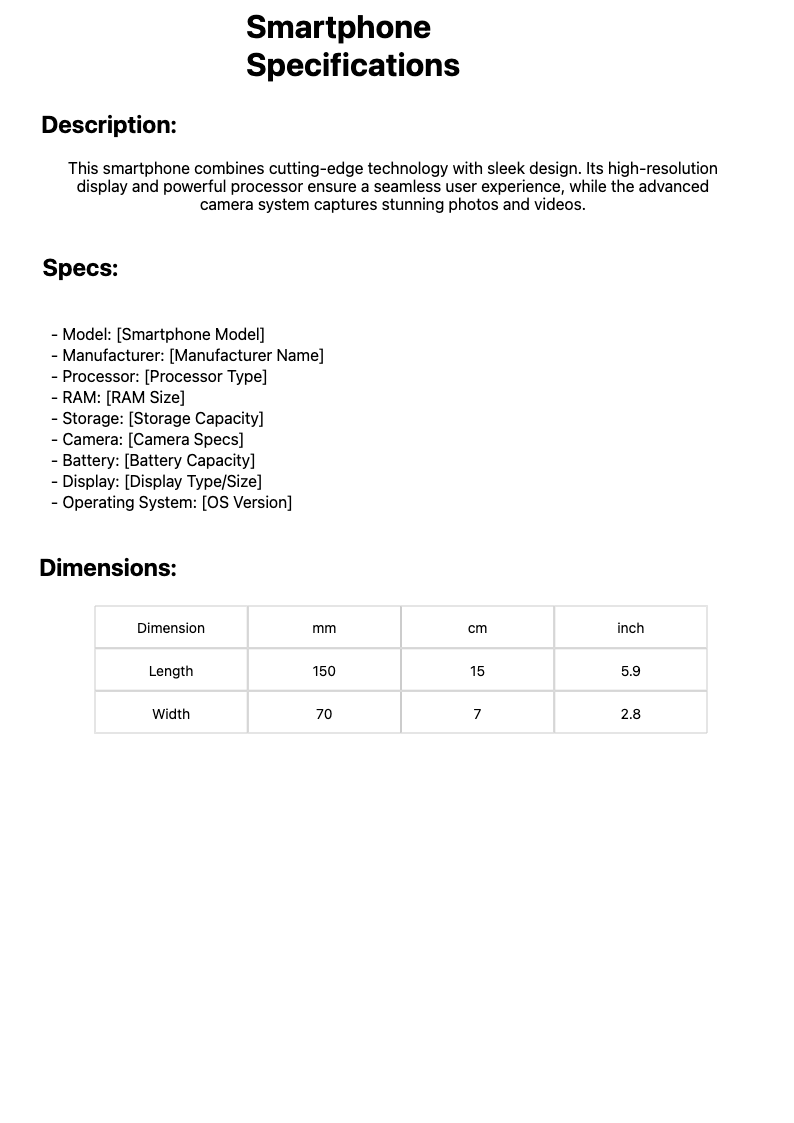 Smartphone
Specifications
Description:
This smartphone combines cutting-edge technology with sleek design. Its high-resolution
display and powerful processor ensure a seamless user experience, while the advanced
camera system captures stunning photos and videos.
Specs:
- Model: [Smartphone Model]
- Manufacturer: [Manufacturer Name]
- Processor: [Processor Type]
- RAM: [RAM Size]
- Storage: [Storage Capacity]
- Camera: [Camera Specs]
- Battery: [Battery Capacity]
- Display: [Display Type/Size]
- Operating System: [OS Version]
Dimensions:
Dimension mm cm inch
Length 150 15 5.9
Width 70 7 2.8